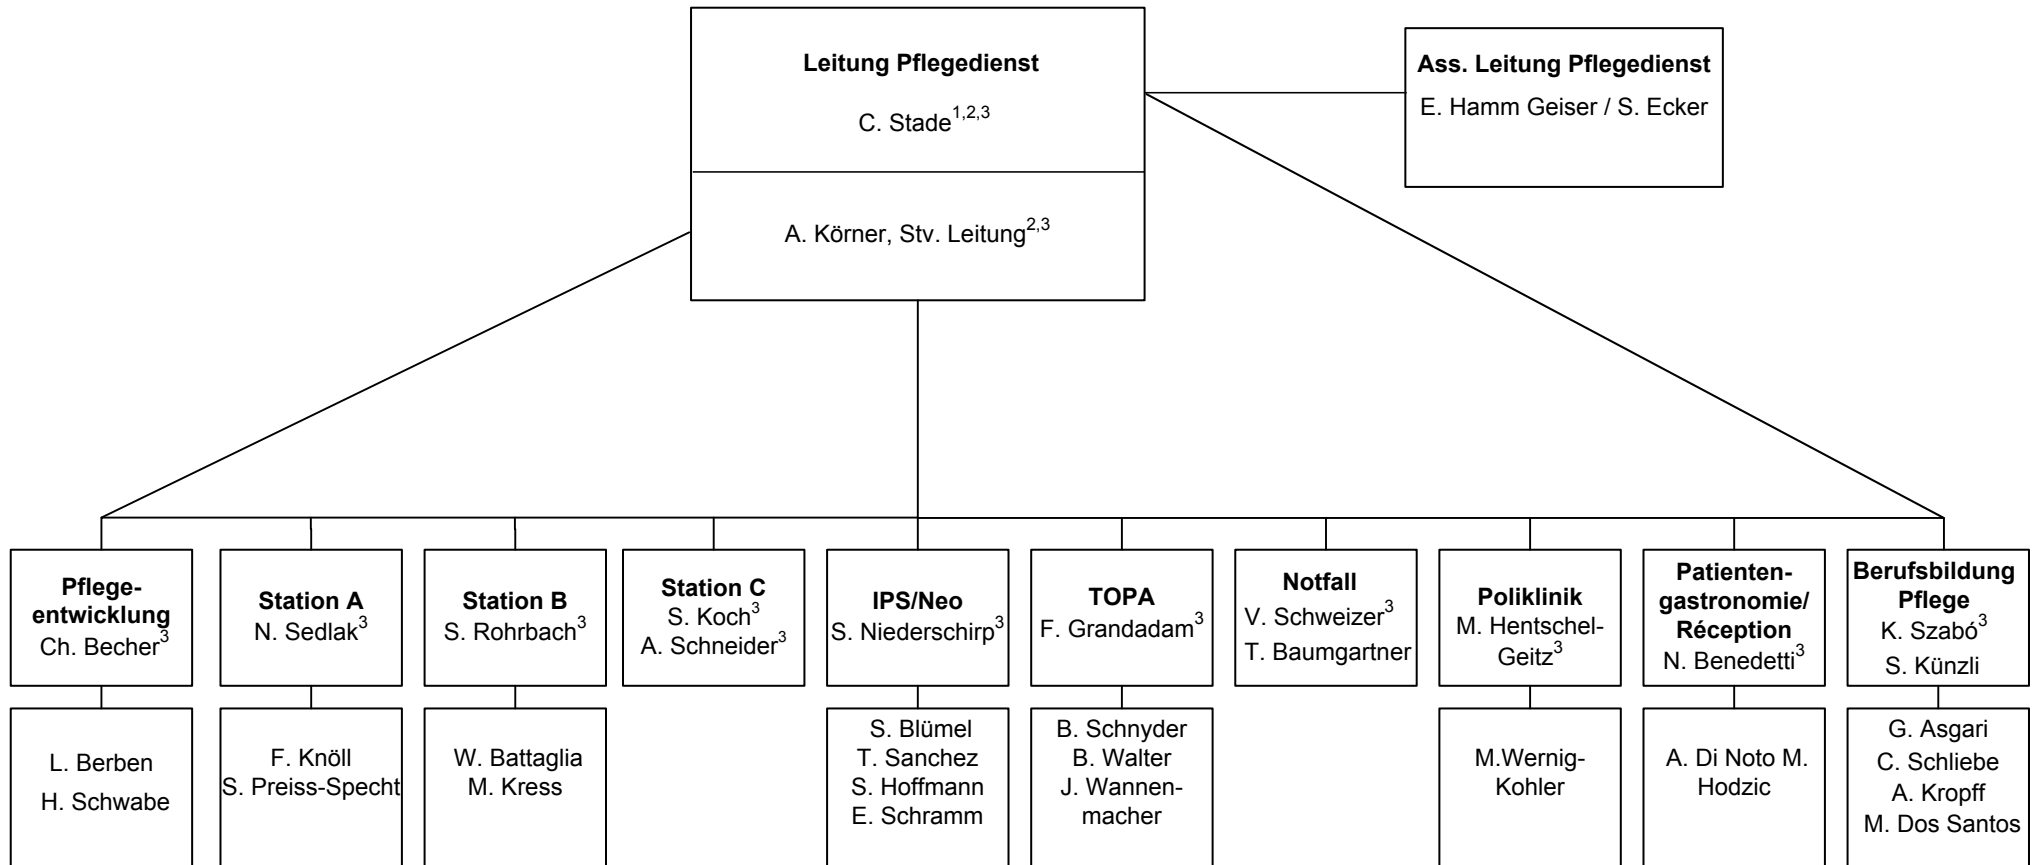 Leitung Pflegedienst
C. Stade1,2,3
A. Körner, Stv. Leitung2,3
Ass. Leitung Pflegedienst
E. Hamm Geiser / S. Ecker
Pflege-
entwicklung
Ch. Becher3
Station A
N. Sedlak3
Station B
S. Rohrbach3
Station C
S. Koch3
A. Schneider3
IPS/Neo
S. Niederschirp3
TOPA
F. Grandadam3
Notfall
V. Schweizer3
T. Baumgartner
Poliklinik
M. Hentschel-
Geitz3
Patienten-
gastronomie/
Réception
N. Benedetti3
Berufsbildung
Pflege
K. Szabó3
S. Künzli
L. Berben
H. Schwabe
F. Knöll
S. Preiss-Specht
W. Battaglia
M. Kress
S. Blümel
T. Sanchez
S. Hoffmann
E. Schramm
B. Schnyder
B. Walter
J. Wannen-
macher
M.Wernig-
Kohler
A. Di Noto M.
Hodzic
G. Asgari
C. Schliebe
A. Kropff
M. Dos Santos